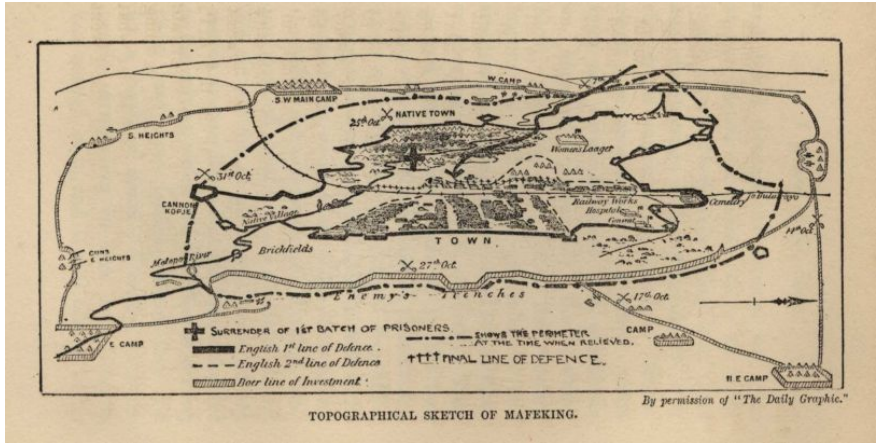 W CAMP
S.W MAIN CAMP
25th Oct.
NATIVE TOWN
S. HEIGHTS
Womens Laager
31st Oct.
CANNON
KOPJE
Railway Works
Cemetery
To Buluwayo
Hospital
Convent
Native Village
TOWN
Brickfields
Molopo River
GUNS
E HEIGHTS
27th Oct.
Enemy's Trenches
17th Oct.
E CAMP
CAMP
N.E CAMP
SURRENDER OF 1st BATCH OF PRISONERS
English 1st line of Defence.
English 2nd line of Defence
Boer line of Investment.
SHOWS THE PERIMETER
AT THE TIME WHEN RELIEVED.
FINAL LINE OF DEFENCE.
By permission of "The Daily Graphic."
TOPOGRAPHICAL SKETCH OF MAFEKING.